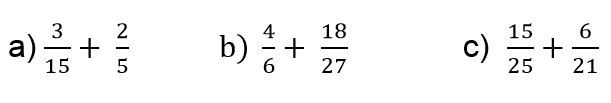 a) 3/15 + 2/5 b) 4/6 + 18/27 c) 15/25 + 6/21